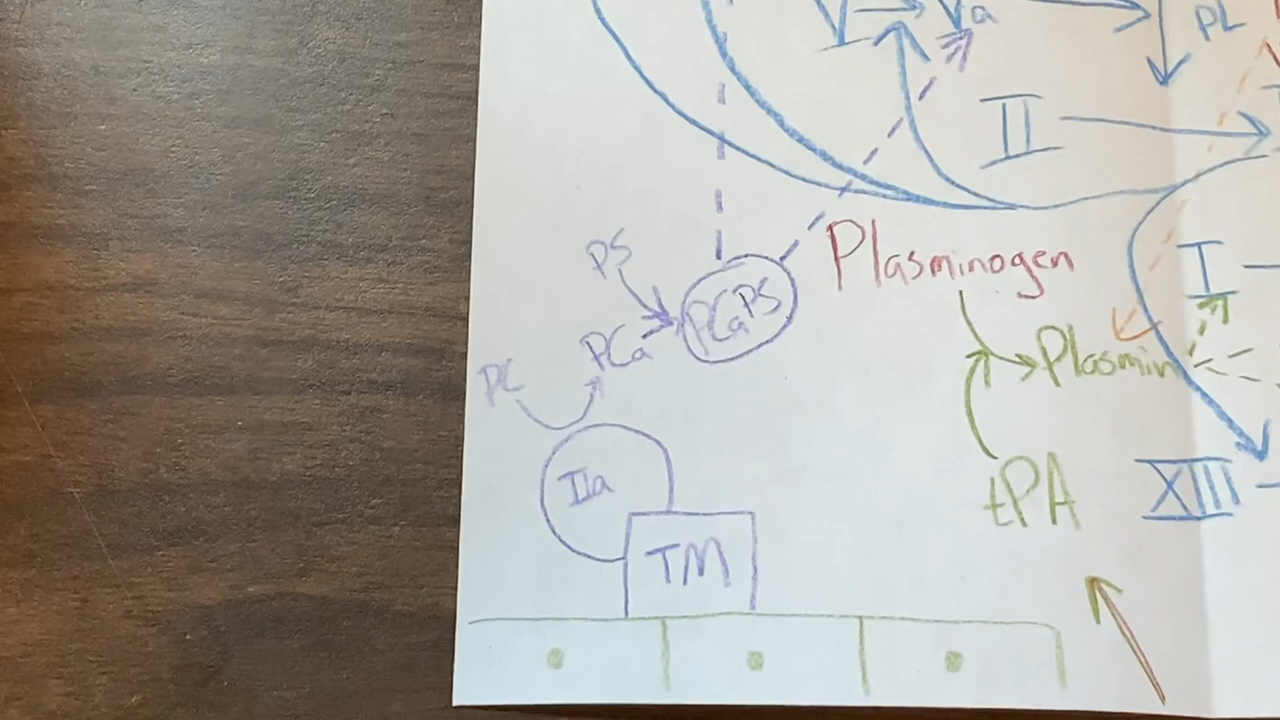 V
Va
PL
II
PS
Plasminogen
I
PCaPS
PCa
Plasmin
PC
IIa
tPA
XIII
TM